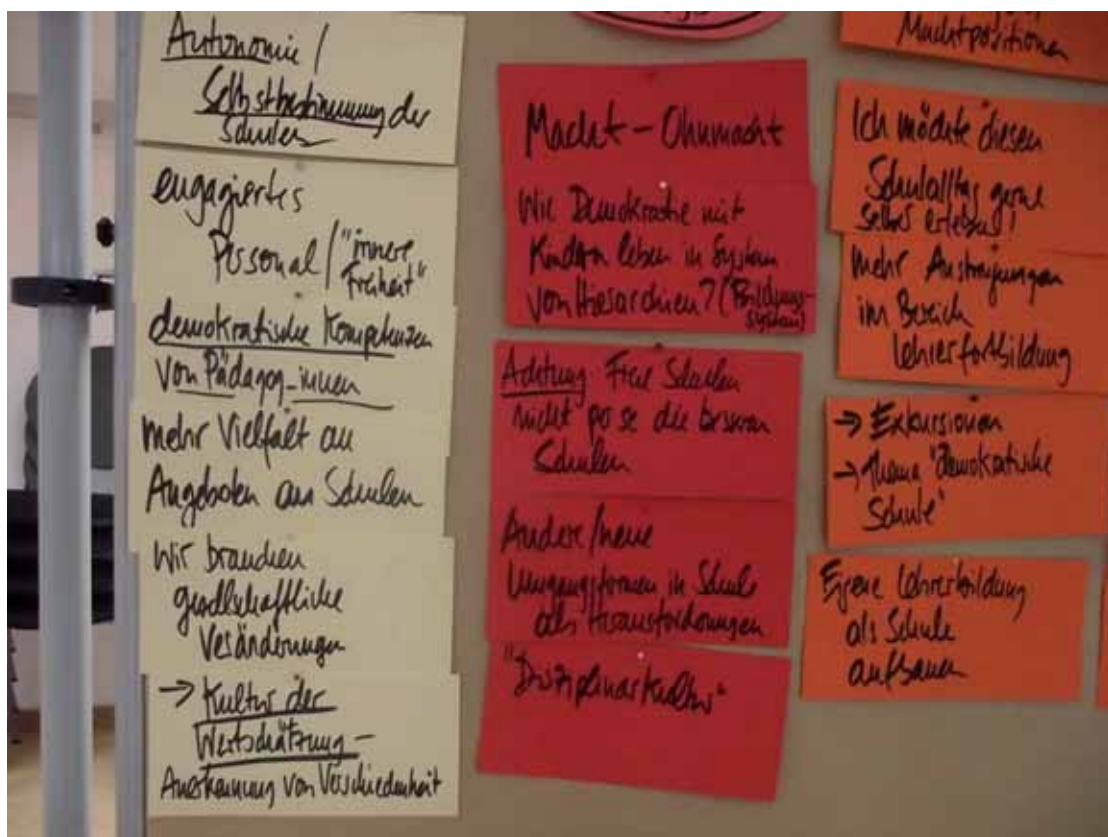 Autonomie /
Selbstbestimmung der
Schulen
engagiertes
Personal / "innere
Freiheit"
demokratische Kompetenzen
von Pädagog_innen
mehr Vielfalt an
Angeboten an Schulen
Wir brauchen
gesellschaftliche
Veränderungen
→ Kultur der
Wertschätzung –
Anerkennung von Verschiedenheit
Macht – Ohnmacht
Wie Demokratie mit
Kindern leben in System
von Hierarchien? (Bildungs-
system)
Achtung Freie Schulen
nicht per se die besseren
Schulen
Andere/neue
Umgangsformen in Schule
als Herausforderungen
"Disziplinarkultur"
Machtpositionen
Ich möchte diesen
Schulalltag gerne
selbst erleben!
mehr Anstrengungen
im Bereich
Lehrerfortbildung
→ Exkursionen
→ Thema "demokratische
Schule"
Eigene Lehrerbildung
als Schule
aufbauen